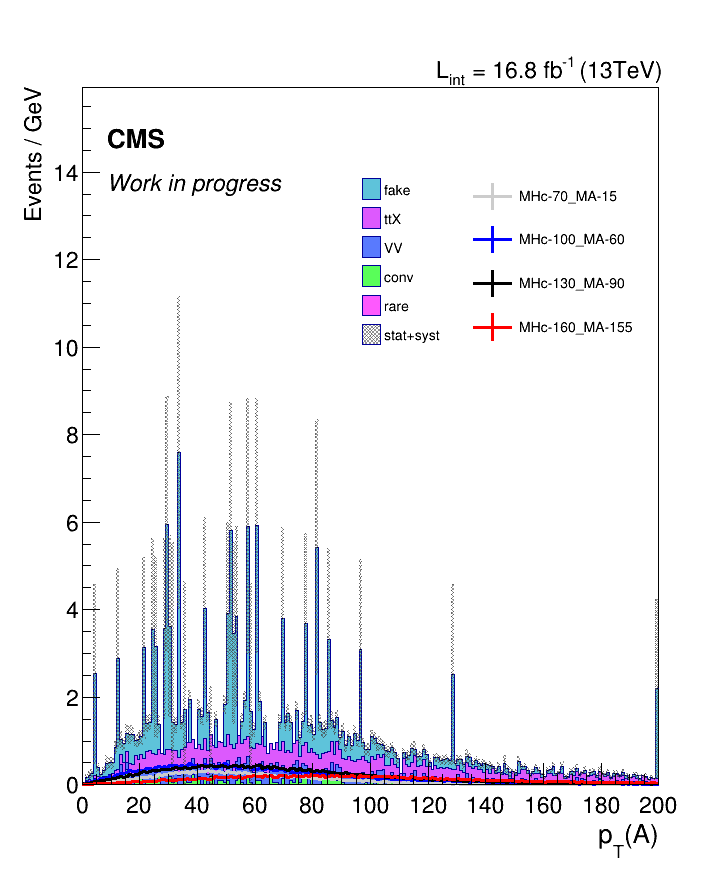 L_int = 16.8 fb^-1 (13TeV)
Events / GeV
CMS
Work in progress
fake
ttX
VV
conv
rare
stat+syst
MHc-70_MA-15
MHc-100_MA-60
MHc-130_MA-90
MHc-160_MA-155
14
12
10
8
6
4
2
0
0 20 40 60 80 100 120 140 160 180 200
p_T(A)